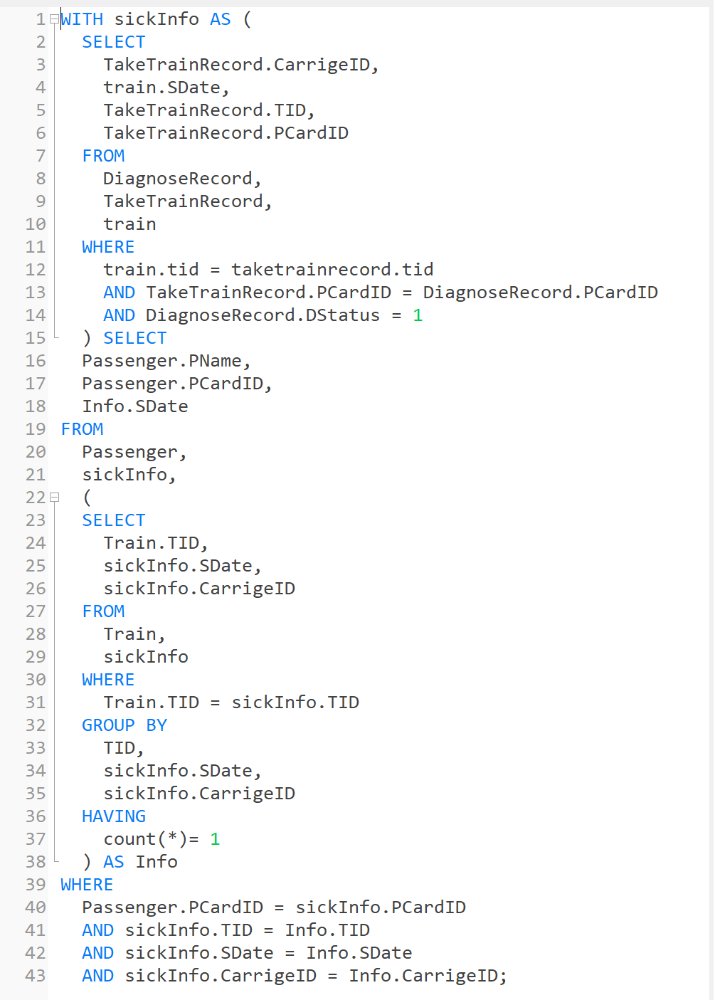 1 WITH sickInfo AS (
2 SELECT
3 TakeTrainRecord.CarrigeID,
4 train.SDate,
5 TakeTrainRecord.TID,
6 TakeTrainRecord.PCardID
7 FROM
8 DiagnoseRecord,
9 TakeTrainRecord,
10 train
11 WHERE
12 train.tid = taketrainrecord.tid
13 AND TakeTrainRecord.PCardID = DiagnoseRecord.PCardID
14 AND DiagnoseRecord.DStatus = 1
15 ) SELECT
16 Passenger.PName,
17 Passenger.PCardID,
18 Info.SDate
19 FROM
20 Passenger,
21 sickInfo,
22 (
23 SELECT
24 Train.TID,
25 sickInfo.SDate,
26 sickInfo.CarrigeID
27 FROM
28 Train,
29 sickInfo
30 WHERE
31 Train.TID = sickInfo.TID
32 GROUP BY
33 TID,
34 sickInfo.SDate,
35 sickInfo.CarrigeID
36 HAVING
37 count(*)= 1
38 ) AS Info
39 WHERE
40 Passenger.PCardID = sickInfo.PCardID
41 AND sickInfo.TID = Info.TID
42 AND sickInfo.SDate = Info.SDate
43 AND sickInfo.CarrigeID = Info.CarrigeID;